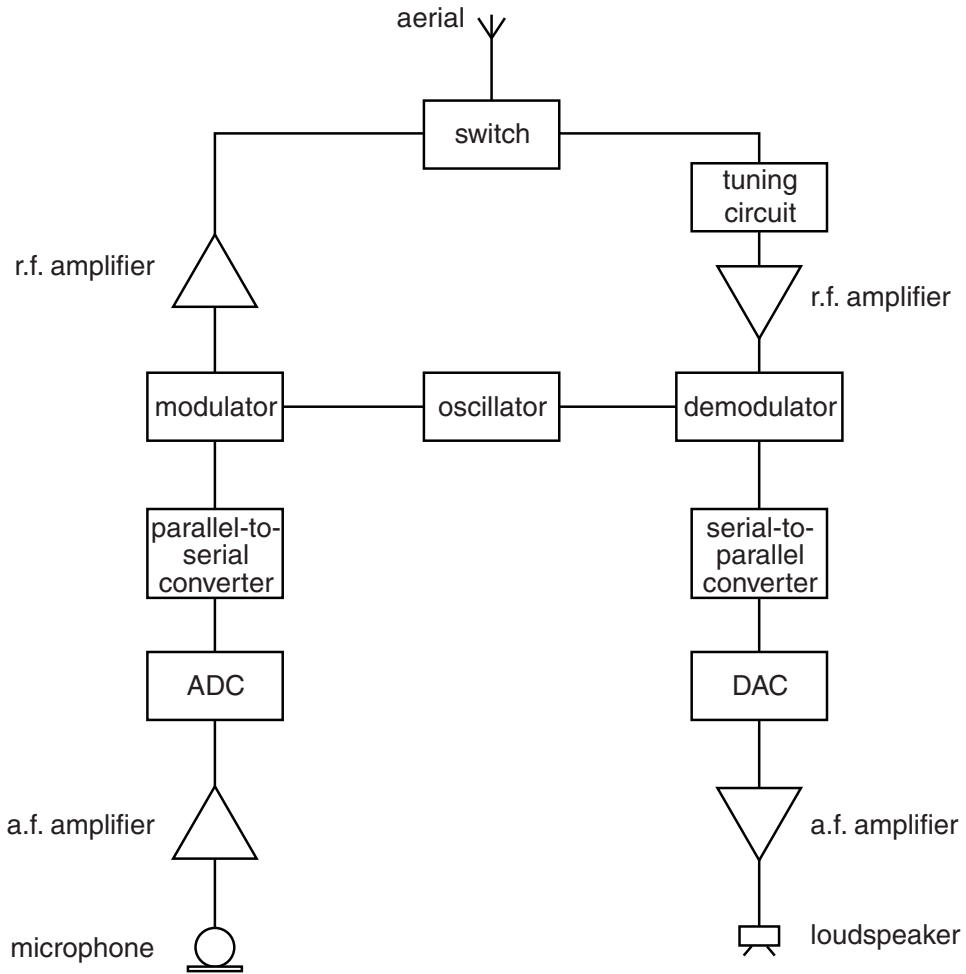 aerial
switch
tuning
circuit
r.f. amplifier
r.f. amplifier
modulator
oscillator
demodulator
parallel-to-
serial
converter
serial-to-
parallel
converter
ADC
DAC
a.f. amplifier
a.f. amplifier
microphone
loudspeaker